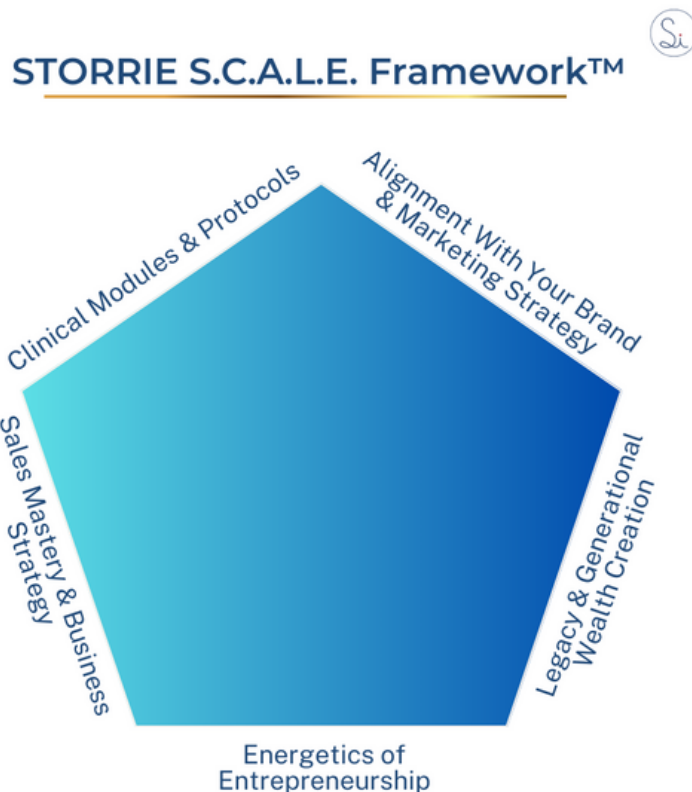 Si
STORRIE S.C.A.L.E. Framework™
Clinical Modules & Protocols
Alignment With Your Brand
& Marketing Strategy
Sales Mastery & Business
Strategy
Legacy & Generational
Wealth Creation
Energetics of
Entrepreneurship